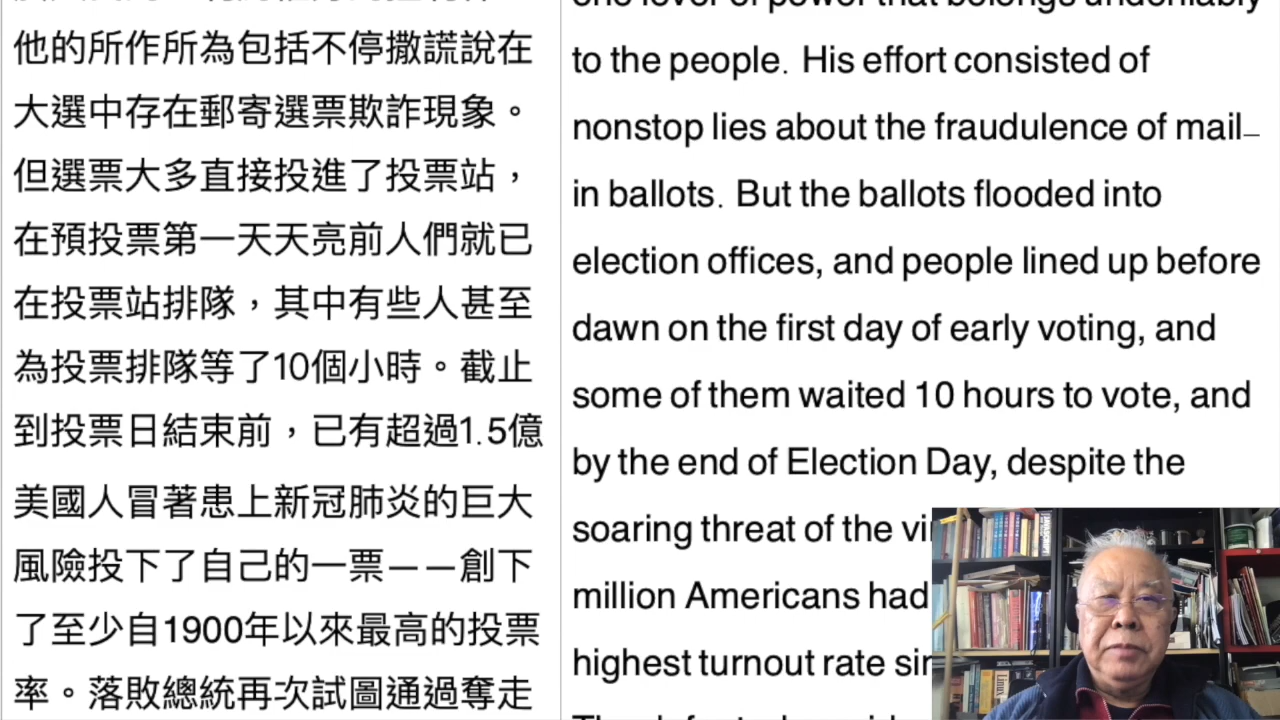 他的所作所為包括不停撒謊說在
大選中存在郵寄選票欺詐現象。
但選票大多直接投進了投票站，
在預投票第一天天亮前人們就已
在投票站排隊，其中有些人甚至
為投票排隊等了10個小時。截止
到投票日結束前，已有超過1.5億
美國人冒著患上新冠肺炎的巨大
風險投下了自己的一票——創下
了至少自1900年以來最高的投票
率。落敗總統再次試圖通過奪走
one lever of power that belongs undeniably
to the people. His effort consisted of
nonstop lies about the fraudulence of mail-
in ballots. But the ballots flooded into
election offices, and people lined up before
dawn on the first day of early voting, and
some of them waited 10 hours to vote, and
by the end of Election Day, despite the
soaring threat of the
million Americans had
highest turnout rate